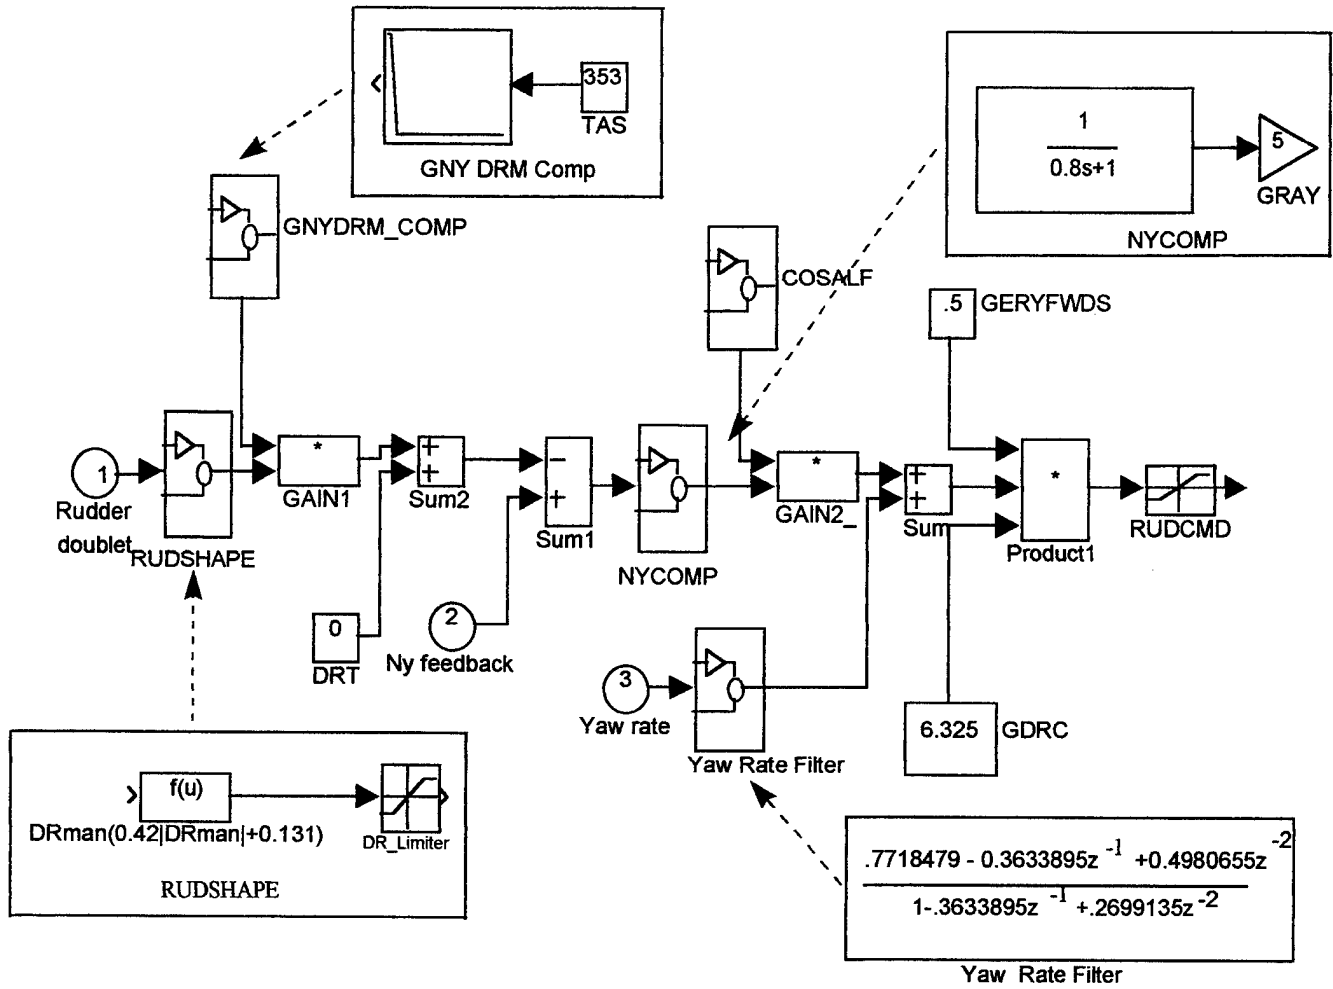 353
TAS
GNY DRM Comp
1
0.8s+1
5
GRAY
NYCOMP
GNYDRM_COMP
COSALF
.5
GERYFWDS
1
Rudder
doublet
RUDSHAPE
*
GAIN1
+
+
Sum2
−
+
Sum1
NYCOMP
*
GAIN2_
+
+
Sum
*
Product1
RUDCMD
0
DRT
2
Ny feedback
3
Yaw rate
Yaw Rate Filter
6.325
GDRC
f(u)
DRman(0.42|DRman|+0.131)
DR_Limiter
RUDSHAPE
.7718479 - 0.3633895z -1 +0.4980655z -2
1-.3633895z -1 +.2699135z -2
Yaw Rate Filter